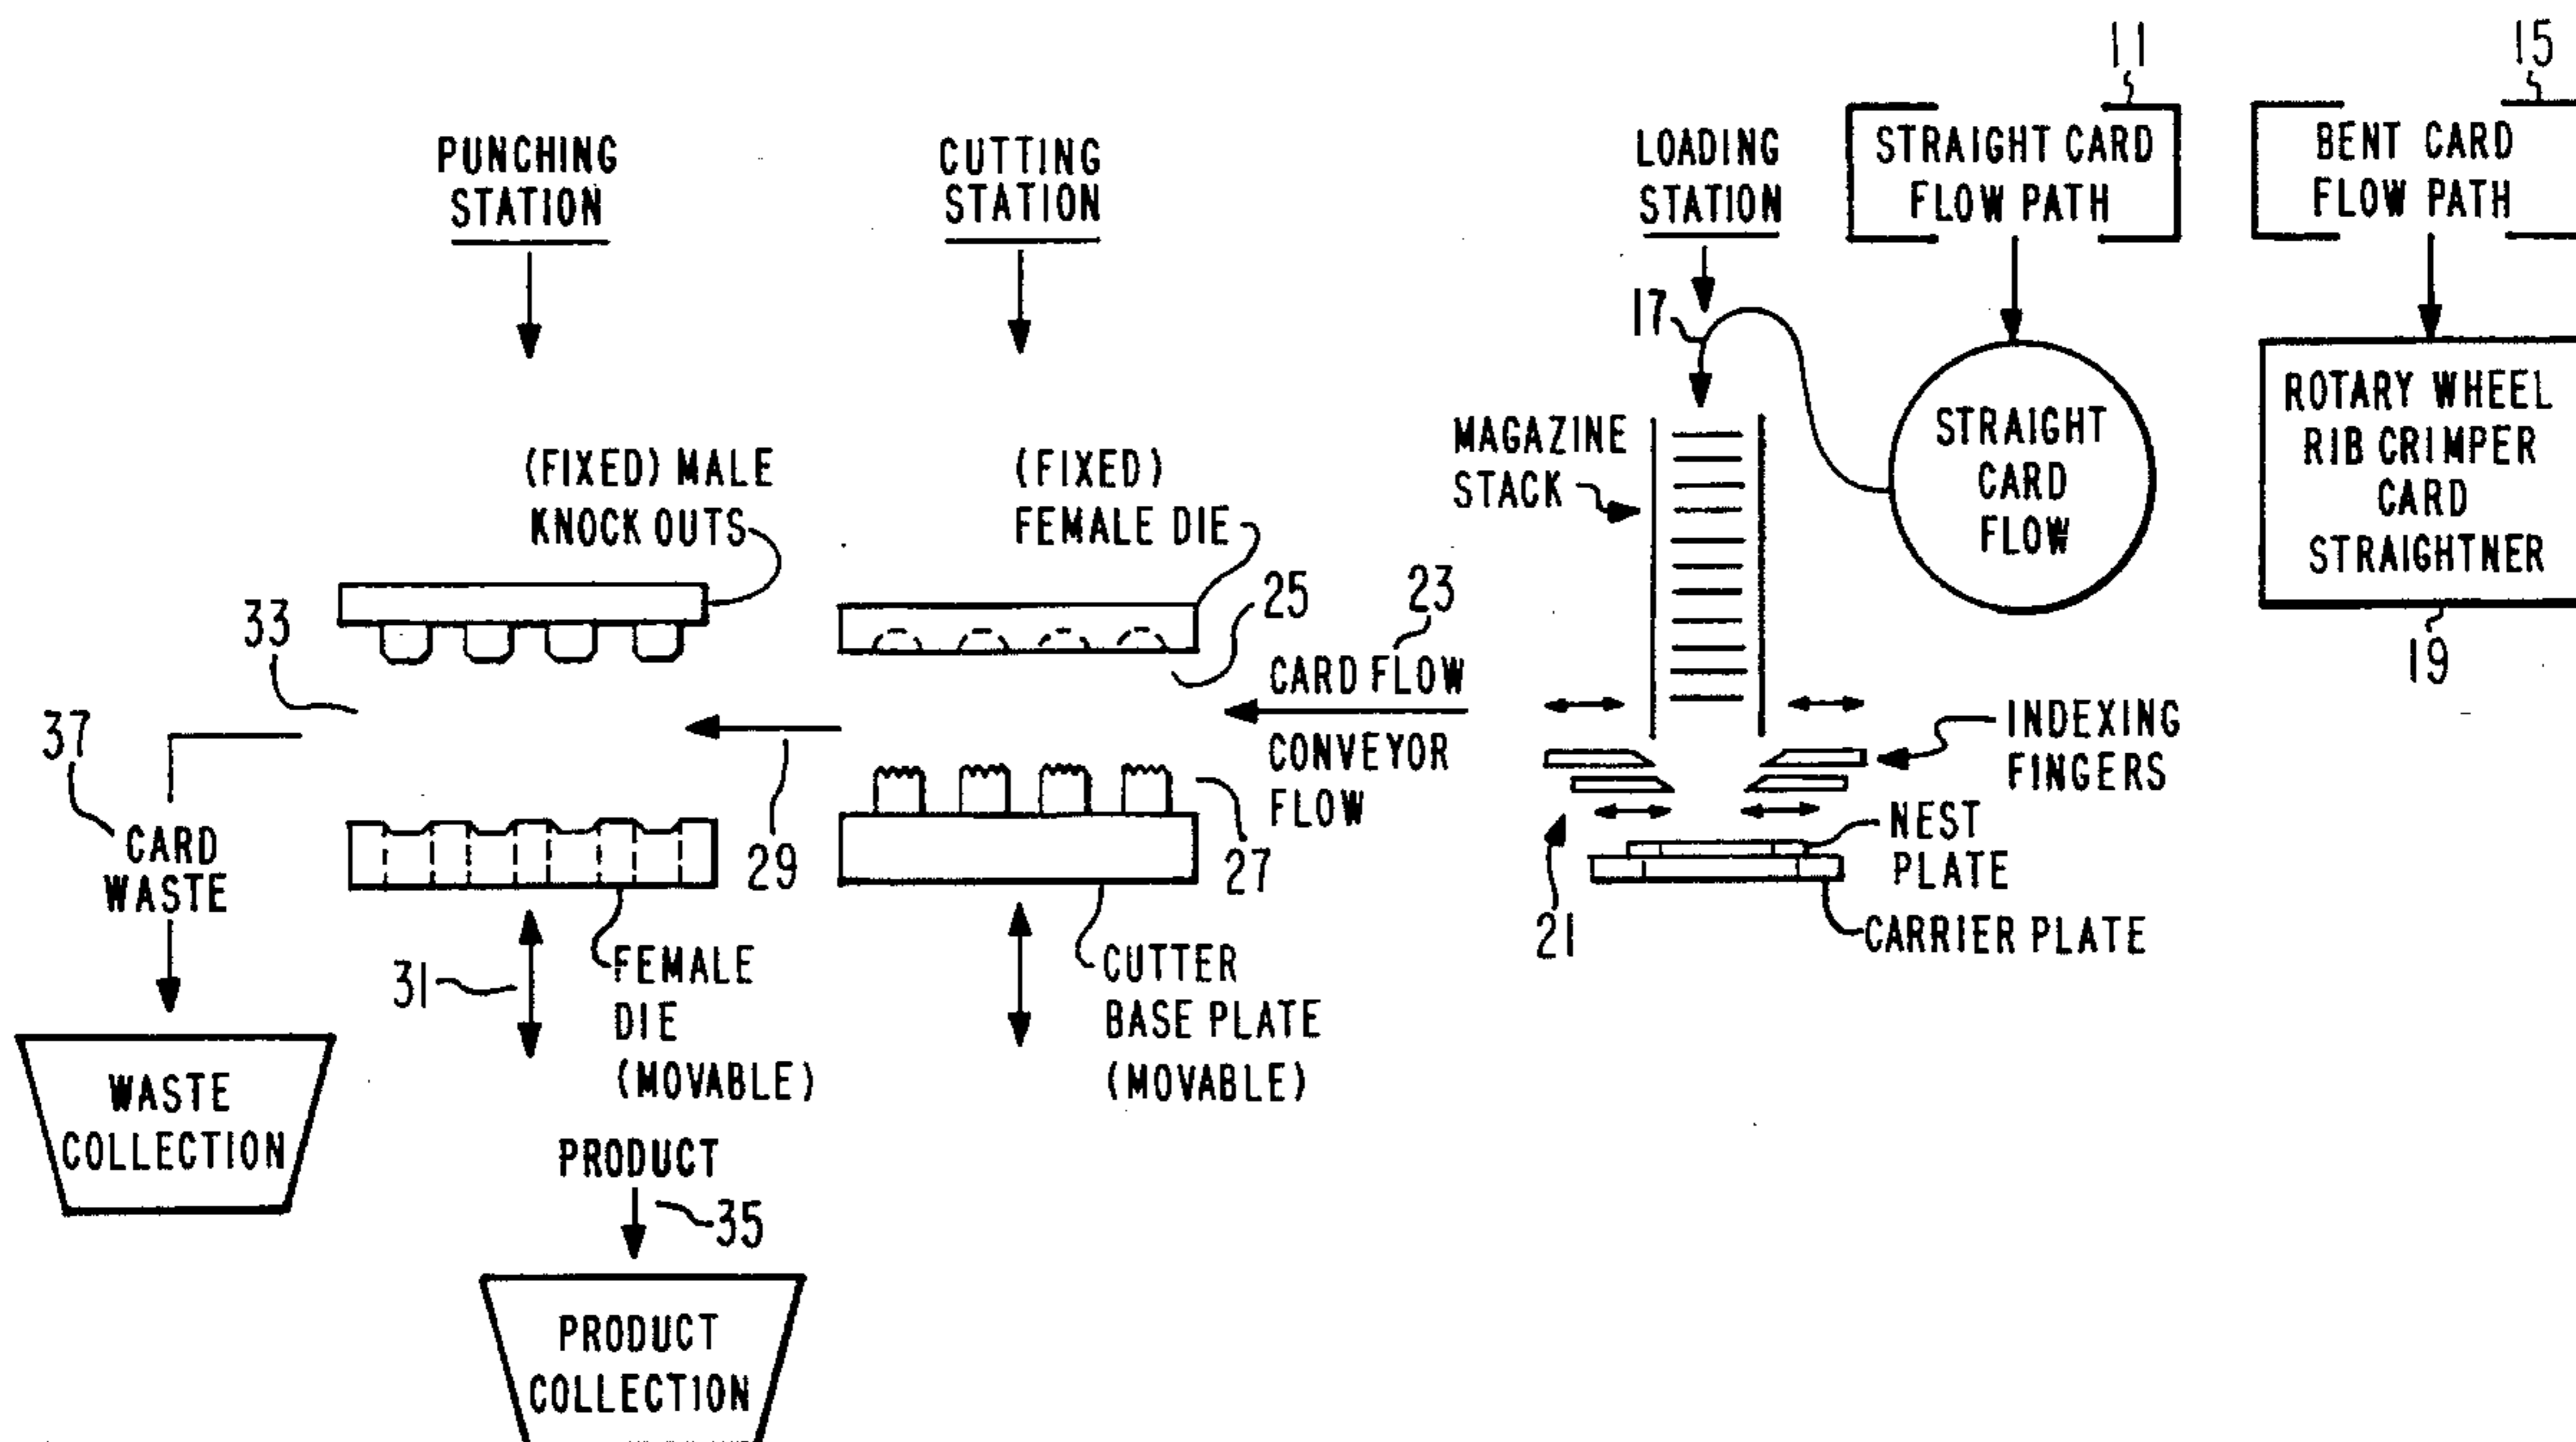 11
15
PUNCHING
STATION
CUTTING
STATION
LOADING
STATION
STRAIGHT CARD
FLOW PATH
BENT CARD
FLOW PATH
17
(FIXED) MALE
KNOCK OUTS
(FIXED)
FEMALE DIE
MAGAZINE
STACK
STRAIGHT
CARD
FLOW
ROTARY WHEEL
RIB CRIMPER
CARD
STRAIGHTNER
19
33
25
23
CARD FLOW
CONVEYOR
FLOW
INDEXING
FINGERS
37
CARD
WASTE
29
27
21
NEST
PLATE
CARRIER PLATE
31
FEMALE
DIE
(MOVABLE)
CUTTER
BASE PLATE
(MOVABLE)
WASTE
COLLECTION
PRODUCT
35
PRODUCT
COLLECTION